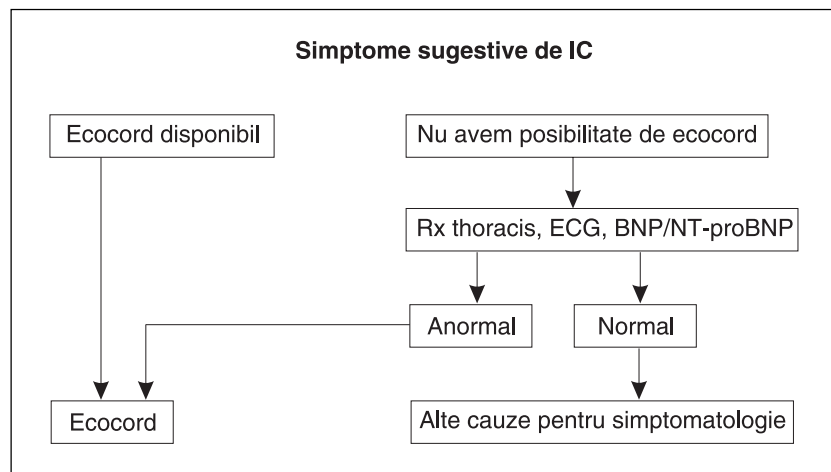 Simptome sugestive de IC
Ecocord disponibil
Nu avem posibilitate de ecocord
Rx thoracis, ECG, BNP/NT-proBNP
Anormal
Normal
Ecocord
Alte cauze pentru simptomatologie